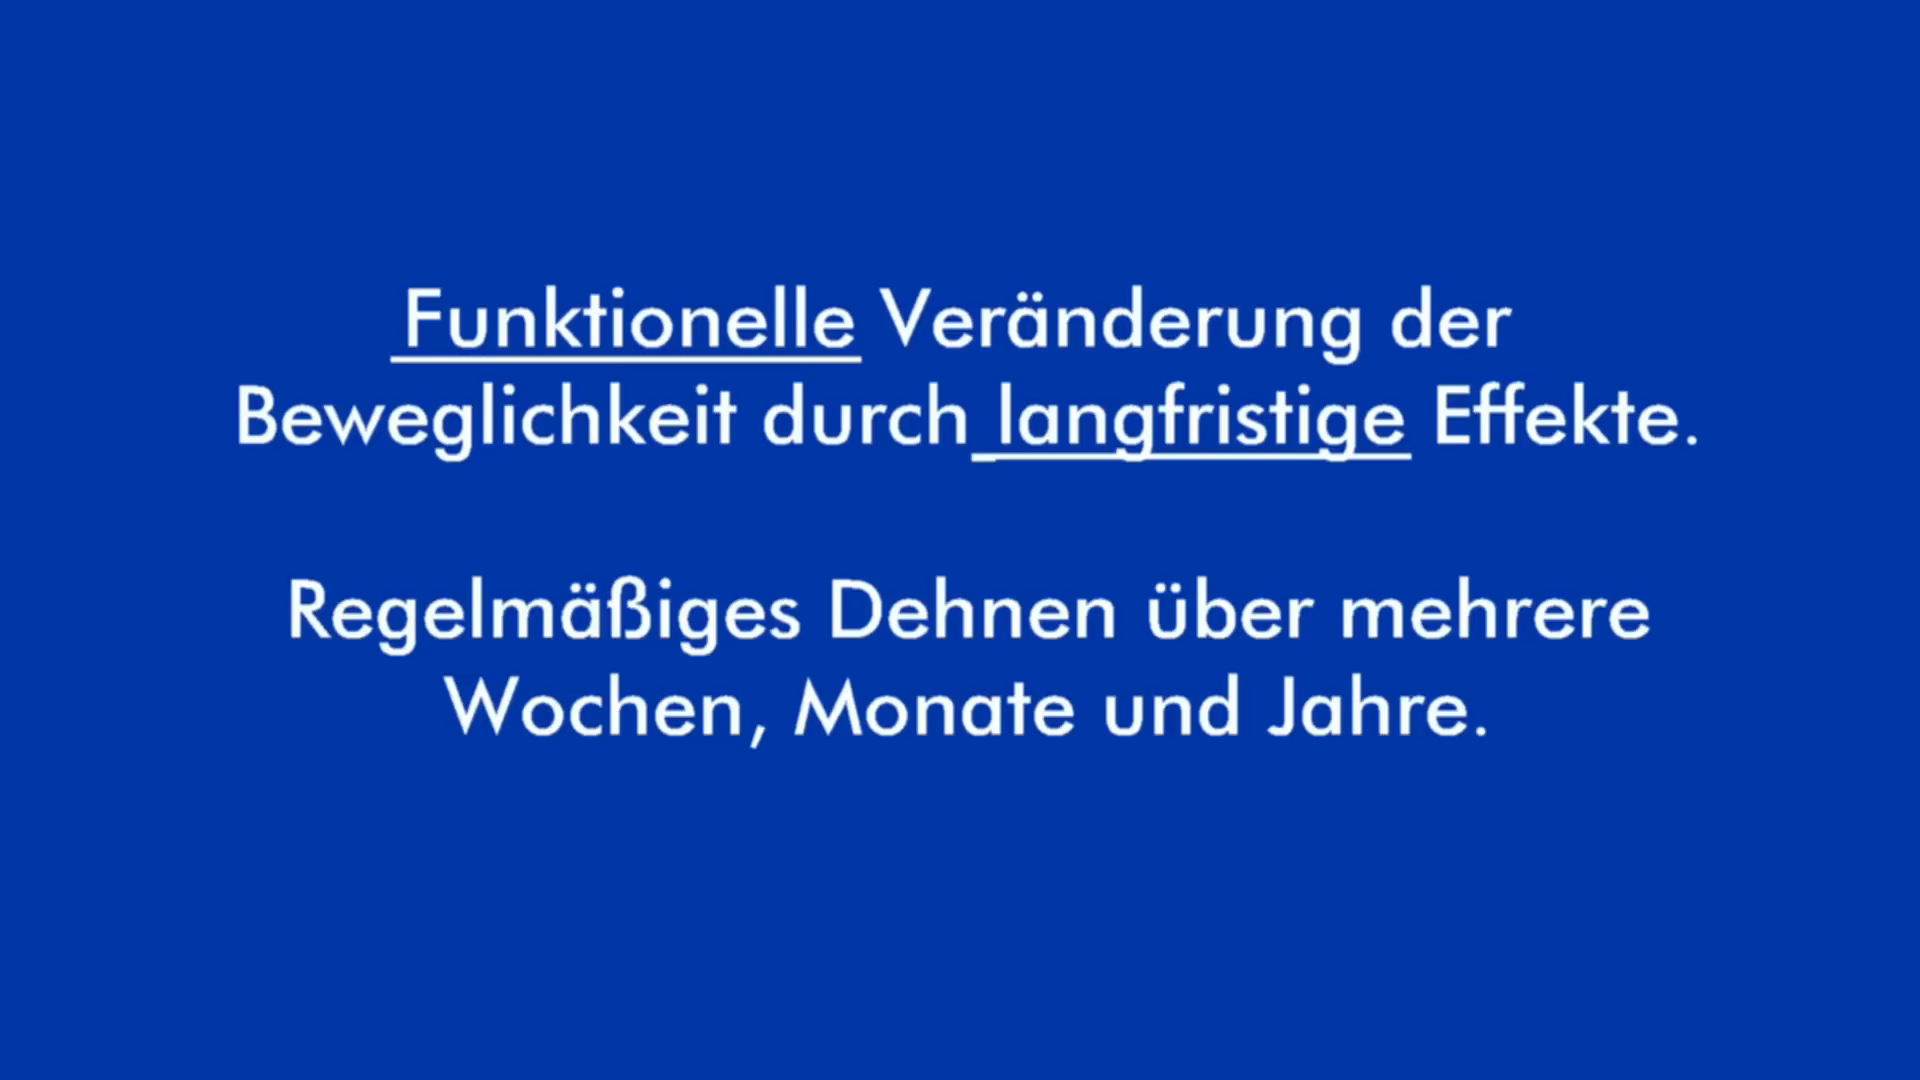 Funktionelle Veränderung der
Beweglichkeit durch langfristige Effekte.
Regelmäßiges Dehnen über mehrere
Wochen, Monate und Jahre.